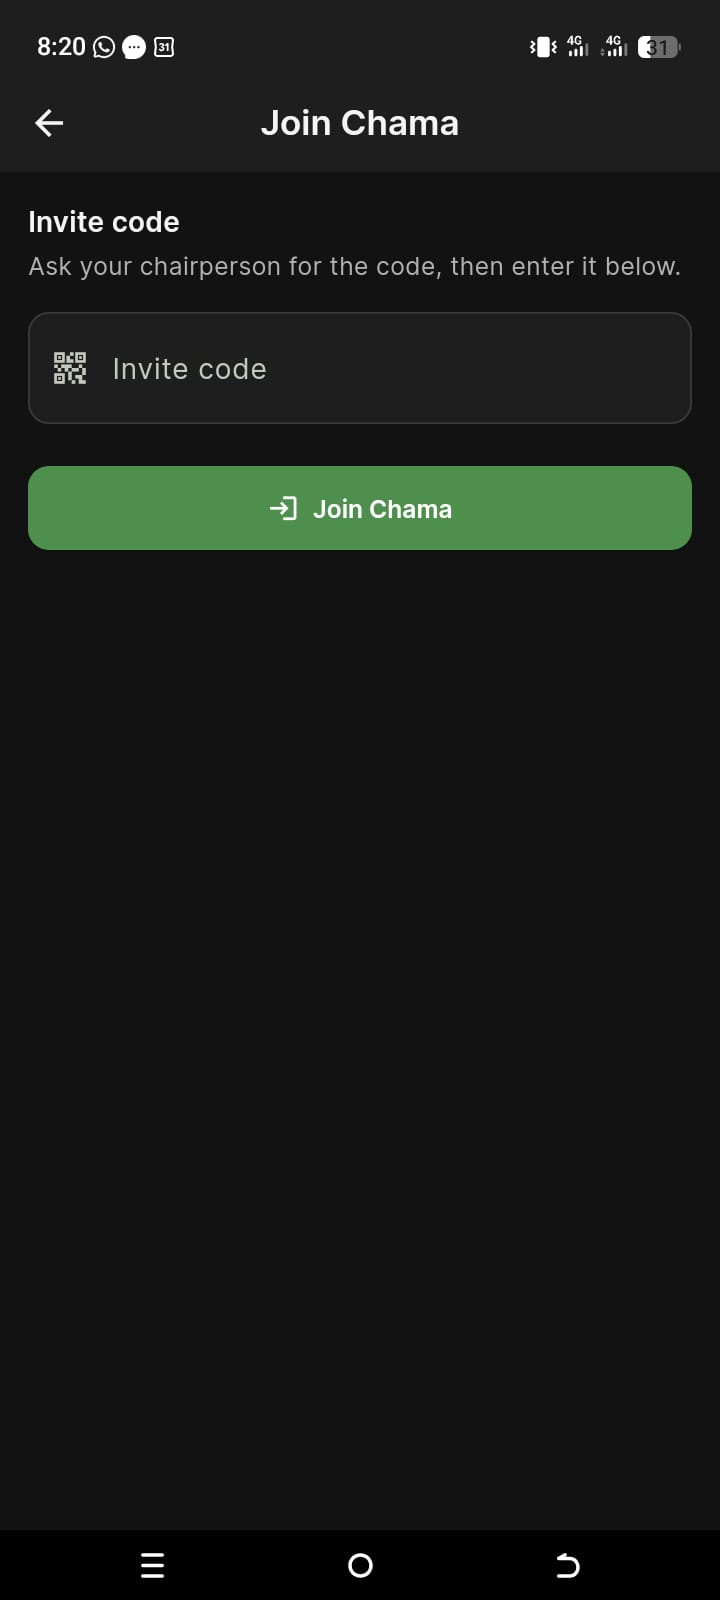 8:20 31 4G 4G 31
Join Chama
Invite code
Ask your chairperson for the code, then enter it below.
Invite code
Join Chama